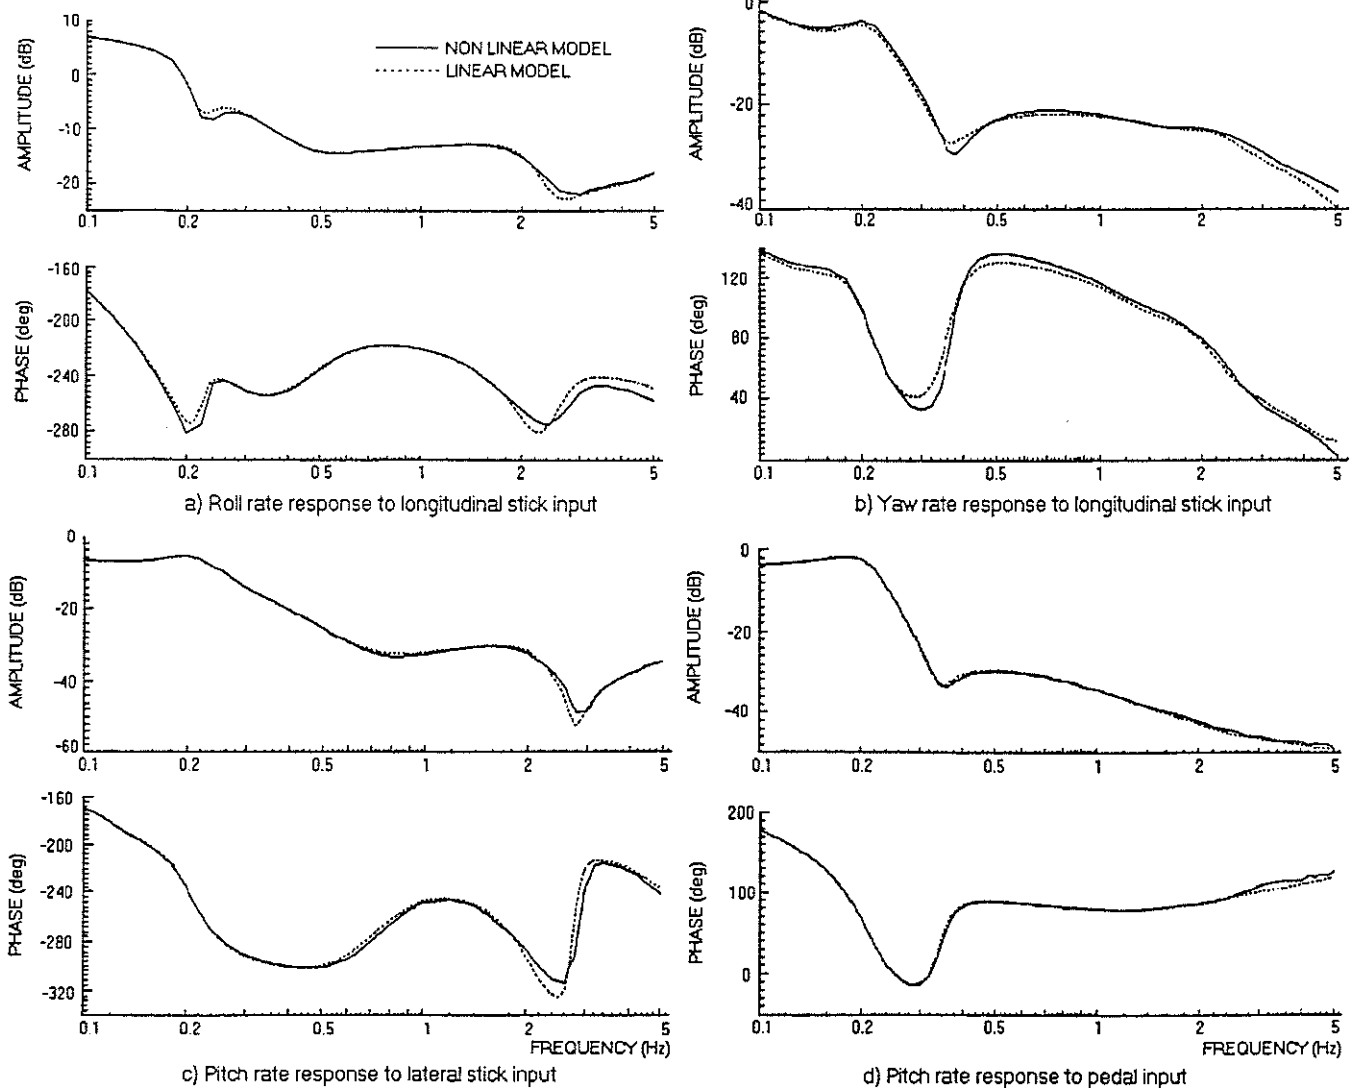 10
0
-10
-20
AMPLITUDE (dB)
NON LINEAR MODEL
LINEAR MODEL
0.1 0.2 0.5 1 2 5
-160
-200
-240
-280
PHASE (deg)
0.1 0.2 0.5 1 2 5
a) Roll rate response to longitudinal stick input
0
-20
-40
AMPLITUDE (dB)
0.1 0.2 0.5 1 2 5
120
80
40
PHASE (deg)
0.1 0.2 0.5 1 2 5
b) Yaw rate response to longitudinal stick input
0
-20
-40
-60
AMPLITUDE (dB)
0.1 0.2 0.5 1 2 5
-160
-200
-240
-280
-320
PHASE (deg)
0.1 0.2 0.5 1 2 5
FREQUENCY (Hz)
c) Pitch rate response to lateral stick input
0
-20
-40
AMPLITUDE (dB)
0.1 0.2 0.5 1 2 5
200
100
0
PHASE (deg)
0.1 0.2 0.5 1 2 5
FREQUENCY (Hz)
d) Pitch rate response to pedal input